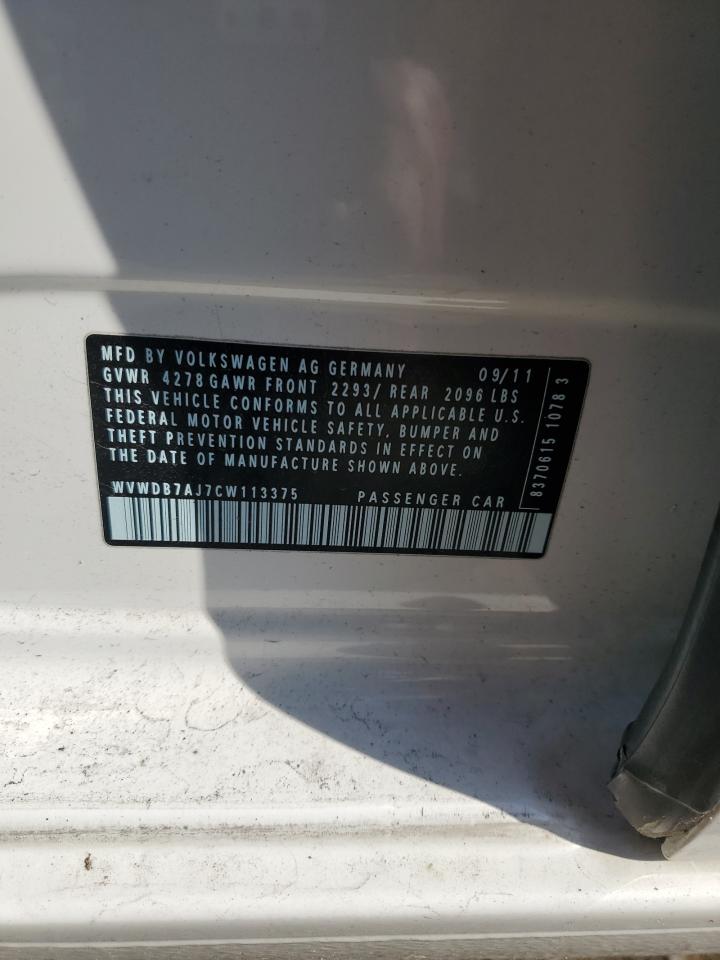 MFD BY VOLKSWAGEN AG GERMANY 09/11
GVWR 4278 GAWR FRONT 2293/ REAR 2096 LBS
THIS VEHICLE CONFORMS TO ALL APPLICABLE U.S.
FEDERAL MOTOR VEHICLE SAFETY, BUMPER AND
THEFT PREVENTION STANDARDS IN EFFECT ON
THE DATE OF MANUFACTURE SHOWN ABOVE.
WVWDB7AJ7CW113375 PASSENGER CAR
8370615 1078 3